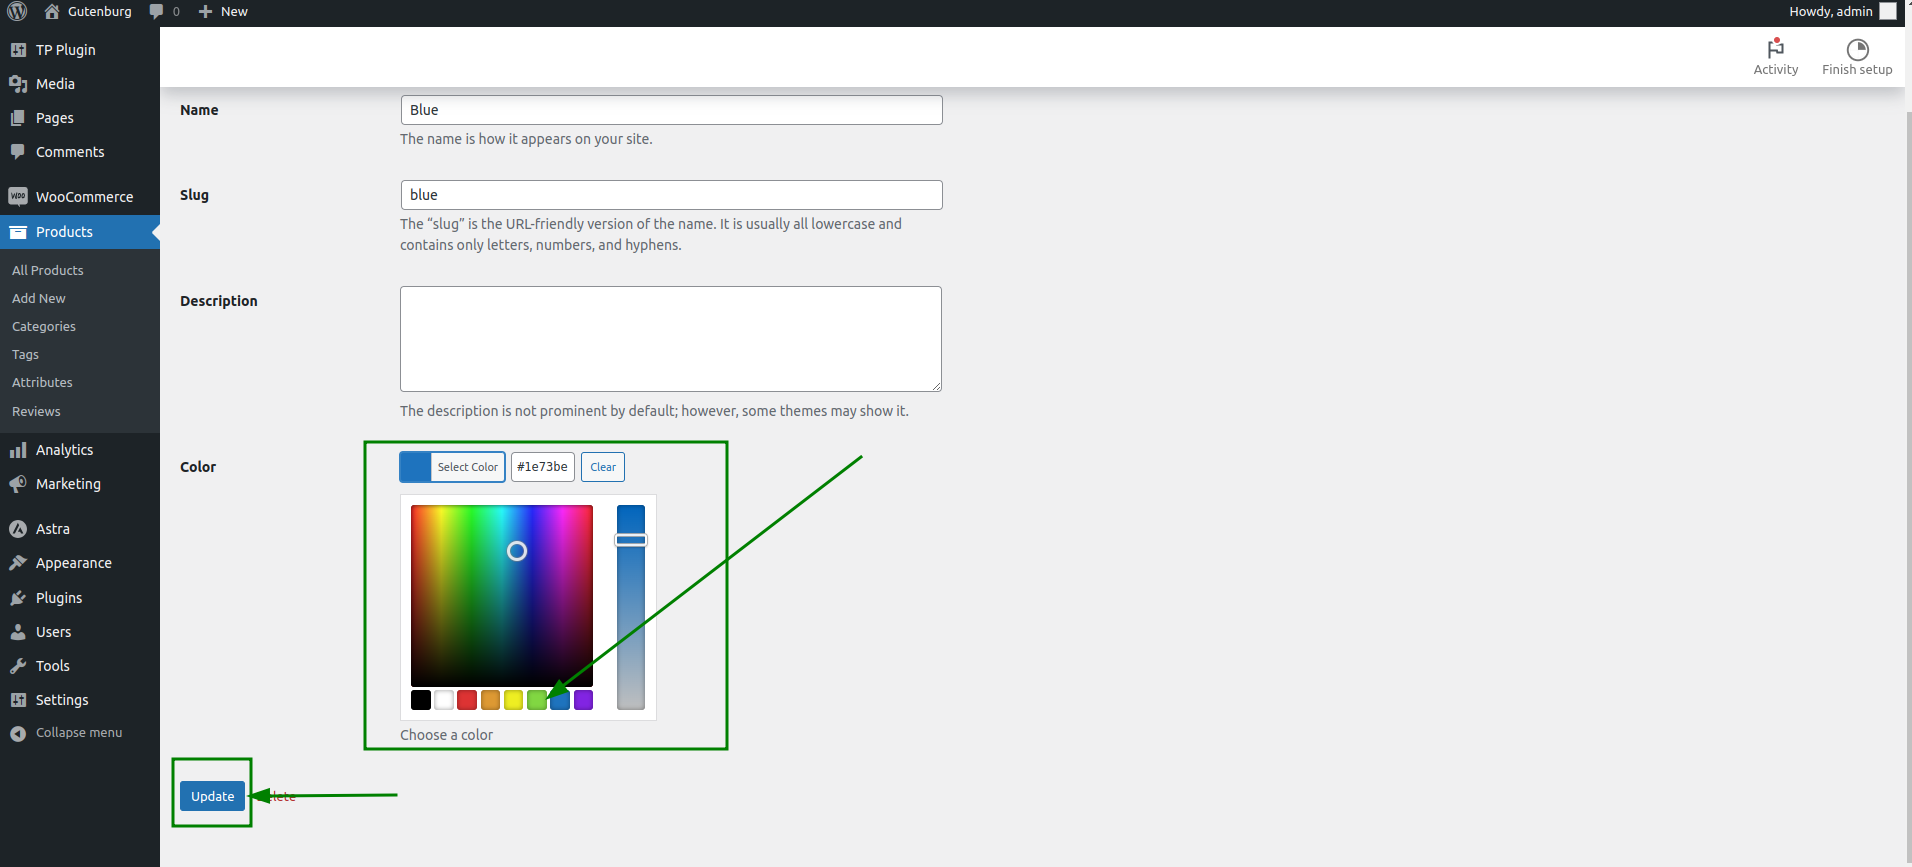 Gutenburg
0
New
Howdy, admin
TP Plugin
Media
Pages
Comments
WooCommerce
Products
All Products
Add New
Categories
Tags
Attributes
Reviews
Analytics
Marketing
Astra
Appearance
Plugins
Users
Tools
Settings
Collapse menu
Activity
Finish setup
Name
Blue
The name is how it appears on your site.
Slug
blue
The “slug” is the URL-friendly version of the name. It is usually all lowercase and
contains only letters, numbers, and hyphens.
Description
The description is not prominent by default; however, some themes may show it.
Color
Select Color
#1e73be
Clear
Choose a color
Update
Delete